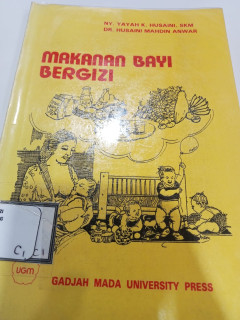 NY. YAYAH K. HUSAINI, SKM
DR. HUSAINI MAHDIN ANWAR
MAKANAN BAYI
BERGIZI
UGM
GADJAH MADA UNIVERSITY PRESS